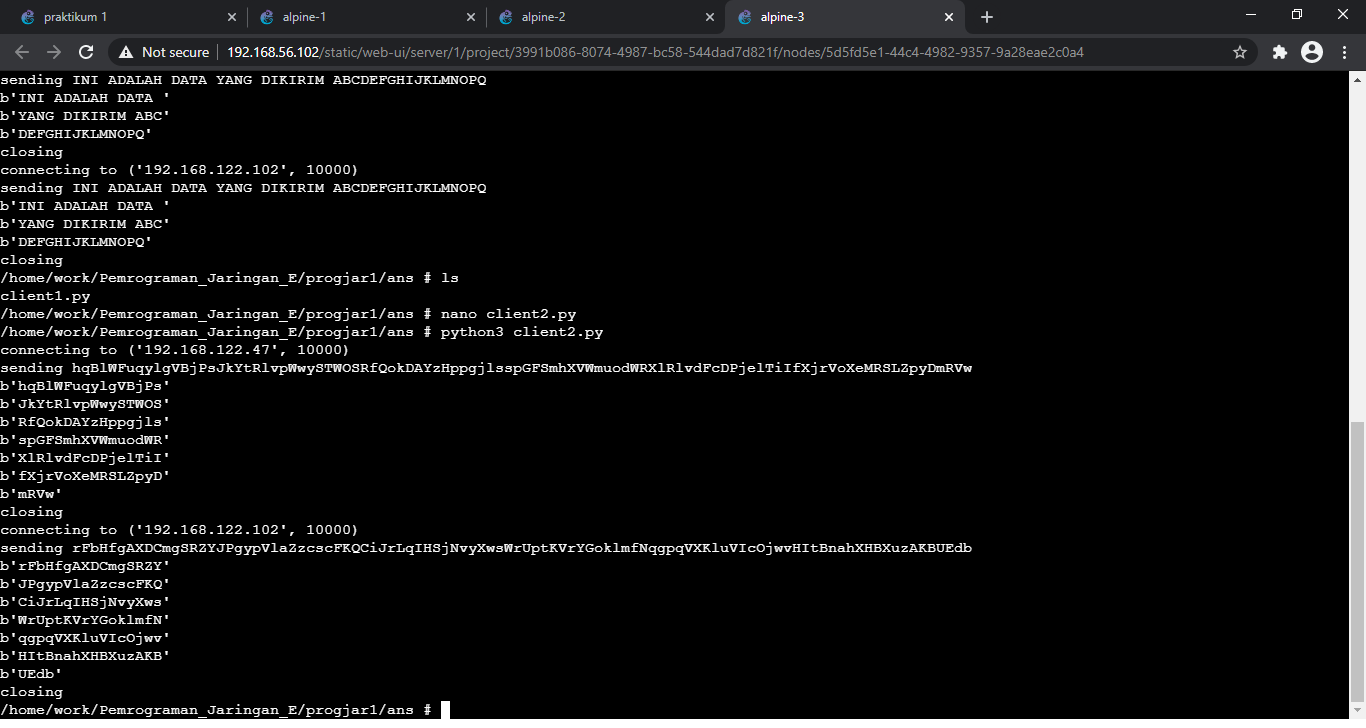 praktikum 1
alpine-1
alpine-2
alpine-3
Not secure 192.168.56.102/static/web-ui/server/1/project/3991b086-8074-4987-bc58-544dad7d821f/nodes/5d5fd5e1-44c4-4982-9357-9a28eae2c0a4
sending INI ADALAH DATA YANG DIKIRIM ABCDEFGHIJKLMNOPQ
b'INI ADALAH DATA '
b'YANG DIKIRIM ABC'
b'DEFGHIJKLMNOPQ'
closing
connecting to ('192.168.122.102', 10000)
sending INI ADALAH DATA YANG DIKIRIM ABCDEFGHIJKLMNOPQ
b'INI ADALAH DATA '
b'YANG DIKIRIM ABC'
b'DEFGHIJKLMNOPQ'
closing
/home/work/Pemrograman_Jaringan_E/progjar1/ans # ls
client1.py
/home/work/Pemrograman_Jaringan_E/progjar1/ans # nano client2.py
/home/work/Pemrograman_Jaringan_E/progjar1/ans # python3 client2.py
connecting to ('192.168.122.47', 10000)
sending hqBlWFuqylgVBjPsJkYtRlvpWwySTWOSRfQokDAYzHppgjlsspGFSmhXVWmuodWRXlRlvdFcDPjelTiIfXjrVoXeMRSLZpyDmRVw
b'hqBlWFuqylgVBjPs'
b'JkYtRlvpWwySTWOS'
b'RfQokDAYzHppgjls'
b'spGFSmhXVWmuodWR'
b'XlRlvdFcDPjelTiI'
b'fXjrVoXeMRSLZpyD'
b'mRVw'
closing
connecting to ('192.168.122.102', 10000)
sending rFbHfgAXDCmgSRZYJPgypVlaZzcscFKQCiJrLqIHSjNvyXwsWrUptKVrYGoklmfNqgpqVXKluVIcOjwvHItBnahXHBXuzAKBUEdb
b'rFbHfgAXDCmgSRZY'
b'JPgypVlaZzcscFKQ'
b'CiJrLqIHSjNvyXws'
b'WrUptKVrYGoklmfN'
b'qgpqVXKluVIcOjwv'
b'HItBnahXHBXuzAKB'
b'UEdb'
closing
/home/work/Pemrograman_Jaringan_E/progjar1/ans #